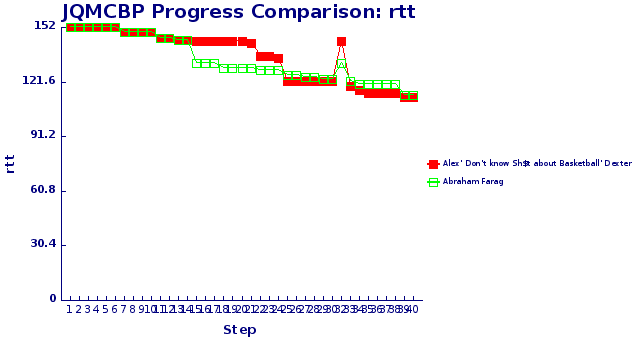 JQMCBP Progress Comparison: rtt
152
121.6
91.2
60.8
30.4
0
rtt
1 2 3 4 5 6 7 8 9 10 11 12 13 14 15 16 17 18 19 20 21 22 23 24 25 26 27 28 29 30 32 33 34 35 36 37 38 39 40
Step
Alex' Don't know Sh$t about Basketball' Dexter
Abraham Farag